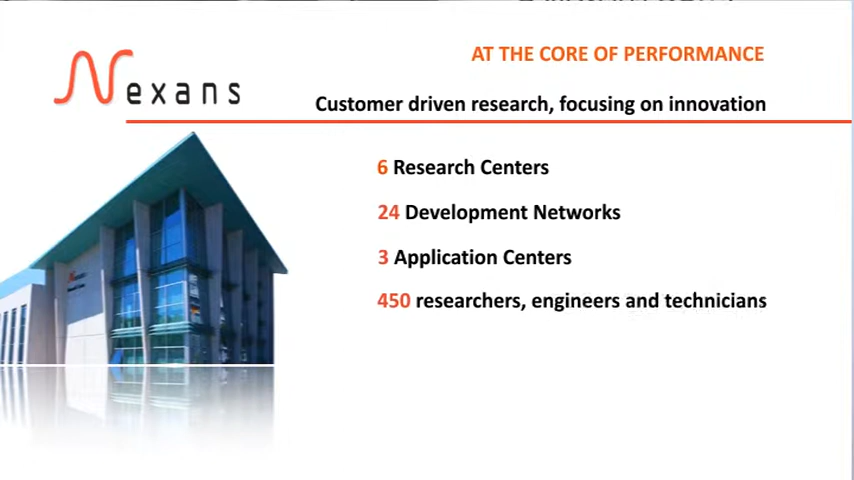 Nexans
AT THE CORE OF PERFORMANCE
Customer driven research, focusing on innovation
6 Research Centers
24 Development Networks
3 Application Centers
450 researchers, engineers and technicians